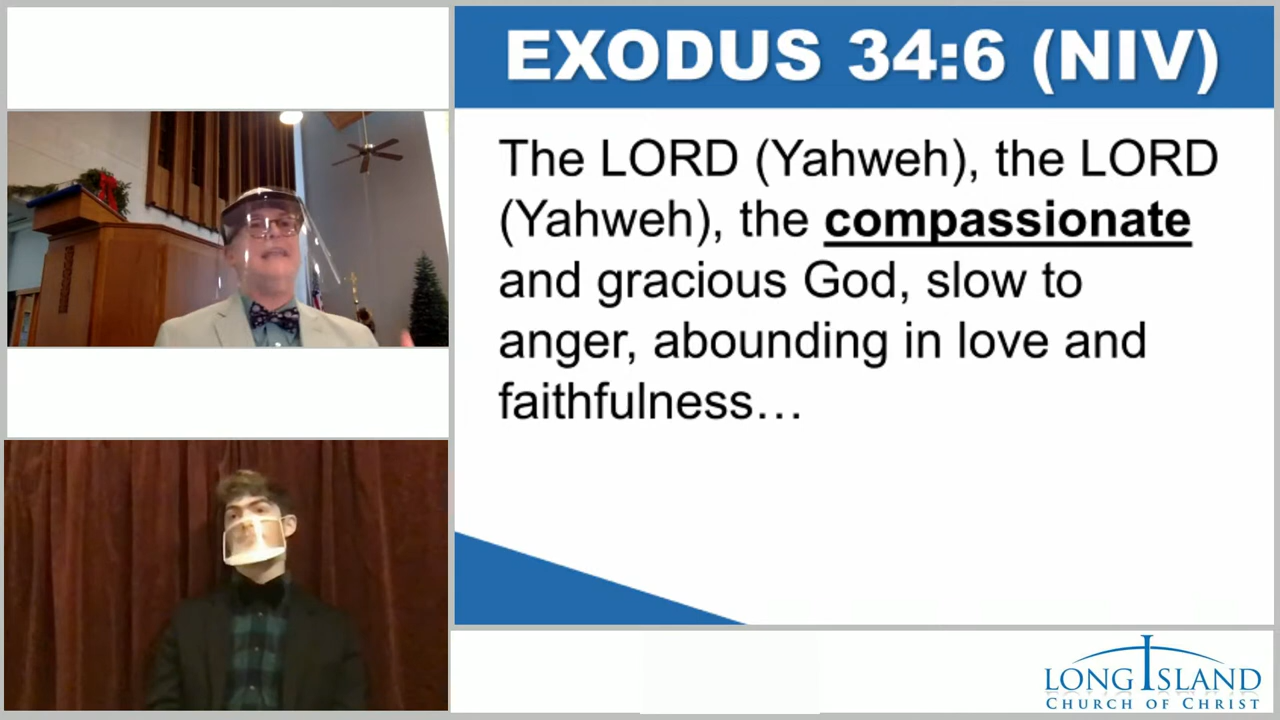 EXODUS 34:6 (NIV)
The LORD (Yahweh), the LORD
(Yahweh), the compassionate
and gracious God, slow to
anger, abounding in love and
faithfulness…
LONG ISLAND
CHURCH OF CHRIST